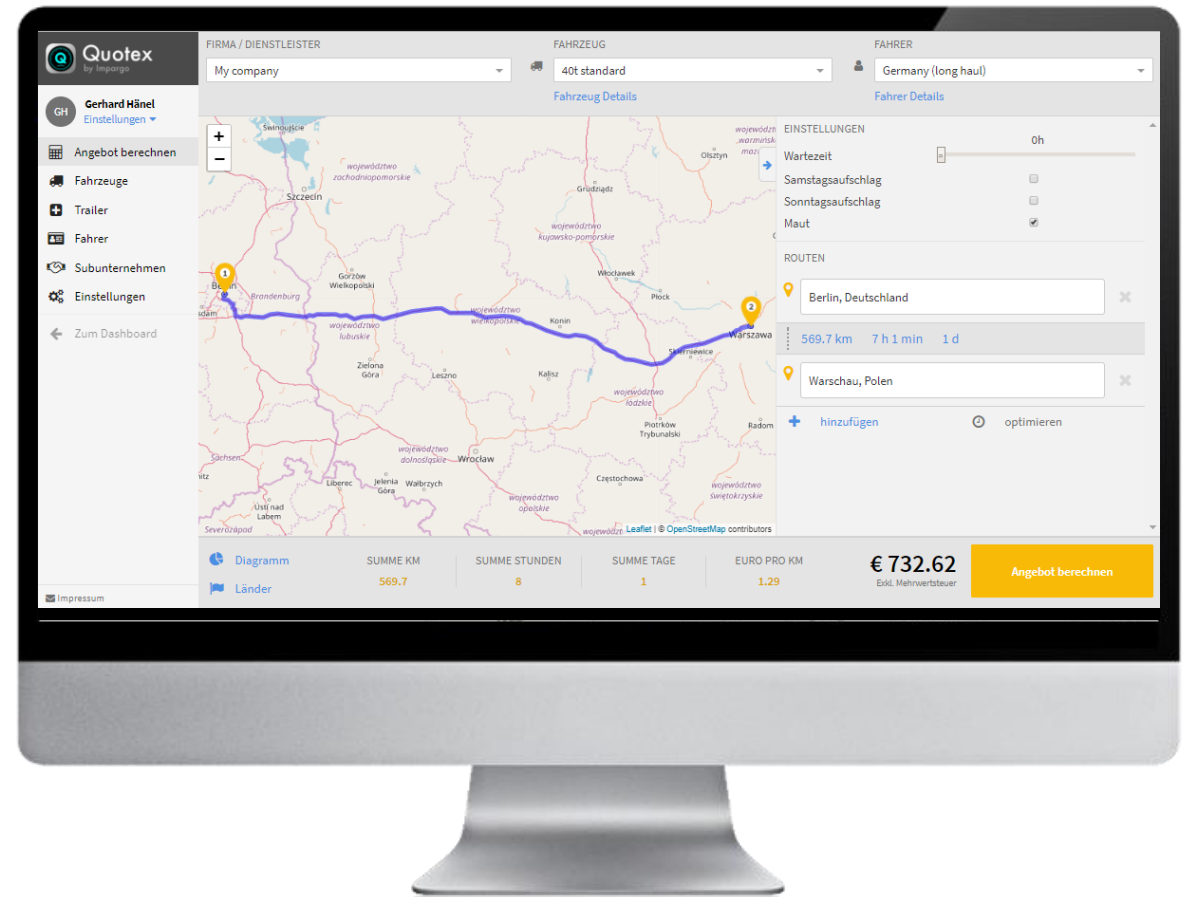 Quotex
by Impargo
GH
Gerhard Hänel
Einstellungen
Angebot berechnen
Fahrzeuge
Trailer
Fahrer
Subunternehmen
Einstellungen
Zum Dashboard
Impressum
FIRMA / DIENSTLEISTER
My company
FAHRZEUG
40t standard
Fahrzeug Details
FAHRER
Germany (long haul)
Fahrer Details
+
−
Świnoujście
województwo
zachodniopomorskie
Szczecin
Olsztyn
Grudziądz
województwo
kujawsko-pomorskie
Włocławek
Płock
1
Gorzów
Wielkopolski
Brandenburg
województwo
lubuskie
województwo
wielkopolskie
Konin
2
Warszawa
Skierniewice
Zielona
Góra
Leszno
Kalisz
województwo
łódzkie
Piotrków
Trybunalski
Radom
województwo
dolnośląskie
Wrocław
Sachsen
Liberec
Jelenia
Góra
Wałbrzych
Częstochowa
województwo
świętokrzyskie
województwo
opolskie
Ústí nad
Labem
Severozápad
Leaflet | © OpenStreetMap contributors
EINSTELLUNGEN
0h
Wartezeit
Samstagsaufschlag
Sonntagsaufschlag
Maut
ROUTEN
Berlin, Deutschland
569.7 km 7 h 1 min 1 d
Warschau, Polen
hinzufügen optimieren
Diagramm
Länder
SUMME KM
569.7
SUMME STUNDEN
8
SUMME TAGE
1
EURO PRO KM
1.29
€ 732.62
Exkl. Mehrwertsteuer
Angebot berechnen